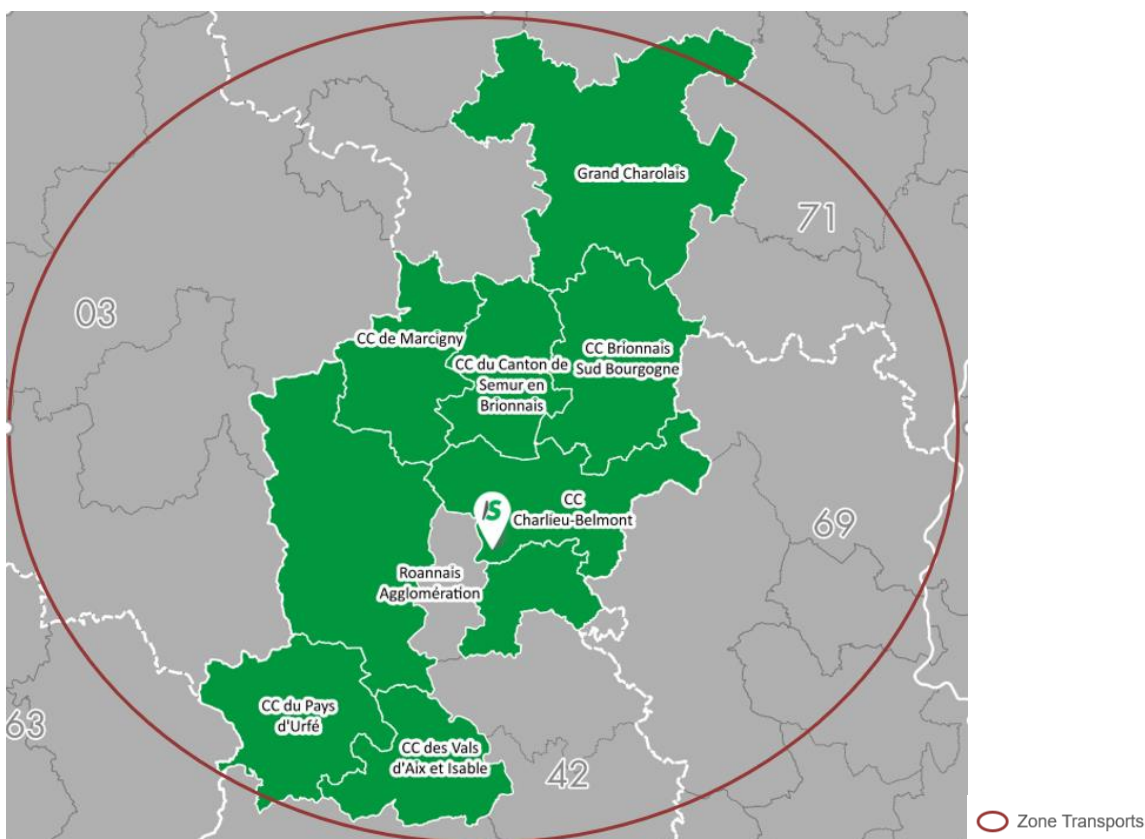 Grand Charolais
71
03
CC de Marcigny
CC du Canton de
Semur en
Brionnais
CC Brionnais
Sud Bourgogne
CC
Charlieu-Belmont
S
69
Roannais
Agglomération
CC du Pays
d'Urfé
63
CC des Vals
d'Aix et Isable
42
Zone Transports